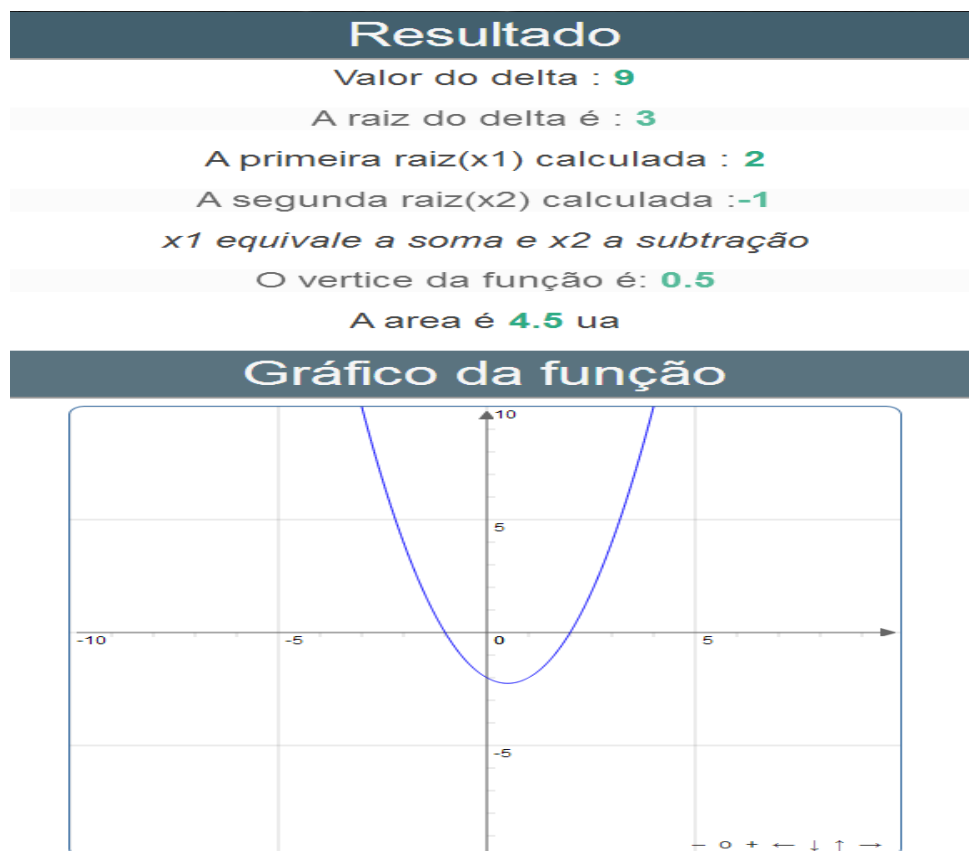 Resultado
Valor do delta : 9
A raiz do delta é : 3
A primeira raiz(x1) calculada : 2
A segunda raiz(x2) calculada :-1
x1 equivale a soma e x2 a subtração
O vertice da função é: 0.5
A area é 4.5 ua
Gráfico da função
10
5
-10 -5 0 5
-5
− o + ← ↓ ↑ →